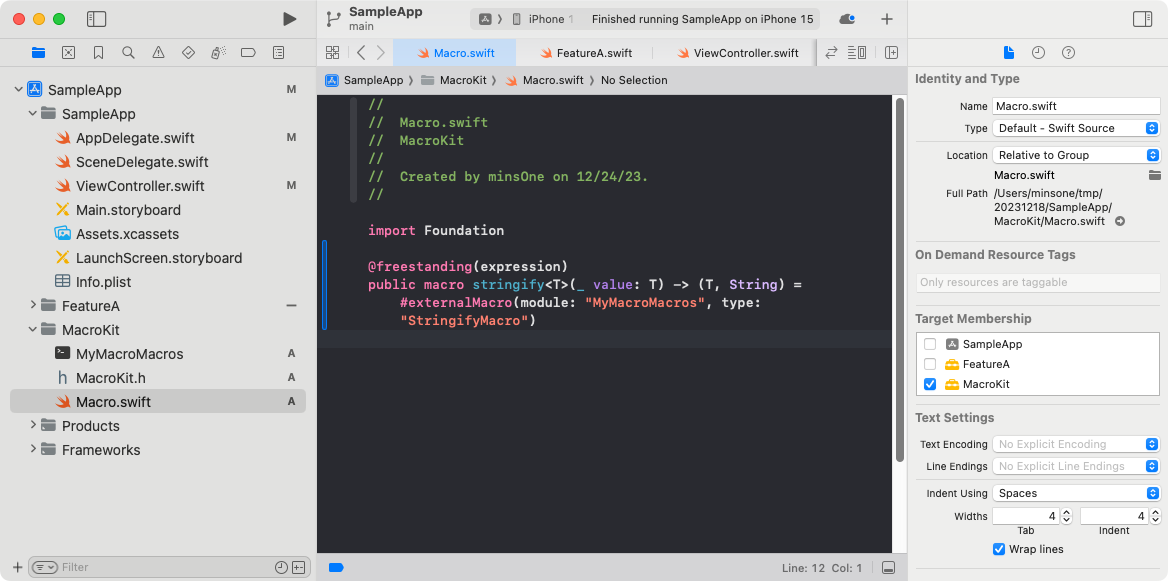 SampleApp
main
iPhone 1
Finished running SampleApp on iPhone 15
Macro.swift
FeatureA.swift
ViewController.swift
SampleApp
MacroKit
Macro.swift
No Selection
SampleApp
M
SampleApp
AppDelegate.swift
M
SceneDelegate.swift
ViewController.swift
M
Main.storyboard
Assets.xcassets
LaunchScreen.storyboard
Info.plist
FeatureA
MacroKit
MyMacroMacros
A
MacroKit.h
A
Macro.swift
A
Products
Frameworks
Filter
//
//  Macro.swift
//  MacroKit
//
//  Created by minsOne on 12/24/23.
//
import Foundation
@freestanding(expression)
public macro stringify<T>(_ value: T) -> (T, String) =
#externalMacro(module: "MyMacroMacros", type:
"StringifyMacro")
Line: 12  Col: 1
Identity and Type
Name
Macro.swift
Type
Default - Swift Source
Location
Relative to Group
Macro.swift
Full Path
/Users/minsone/tmp/
20231218/SampleApp/
MacroKit/Macro.swift
On Demand Resource Tags
Only resources are taggable
Target Membership
SampleApp
FeatureA
MacroKit
Text Settings
Text Encoding
No Explicit Encoding
Line Endings
No Explicit Line Endings
Indent Using
Spaces
Widths
4
4
Tab
Indent
Wrap lines